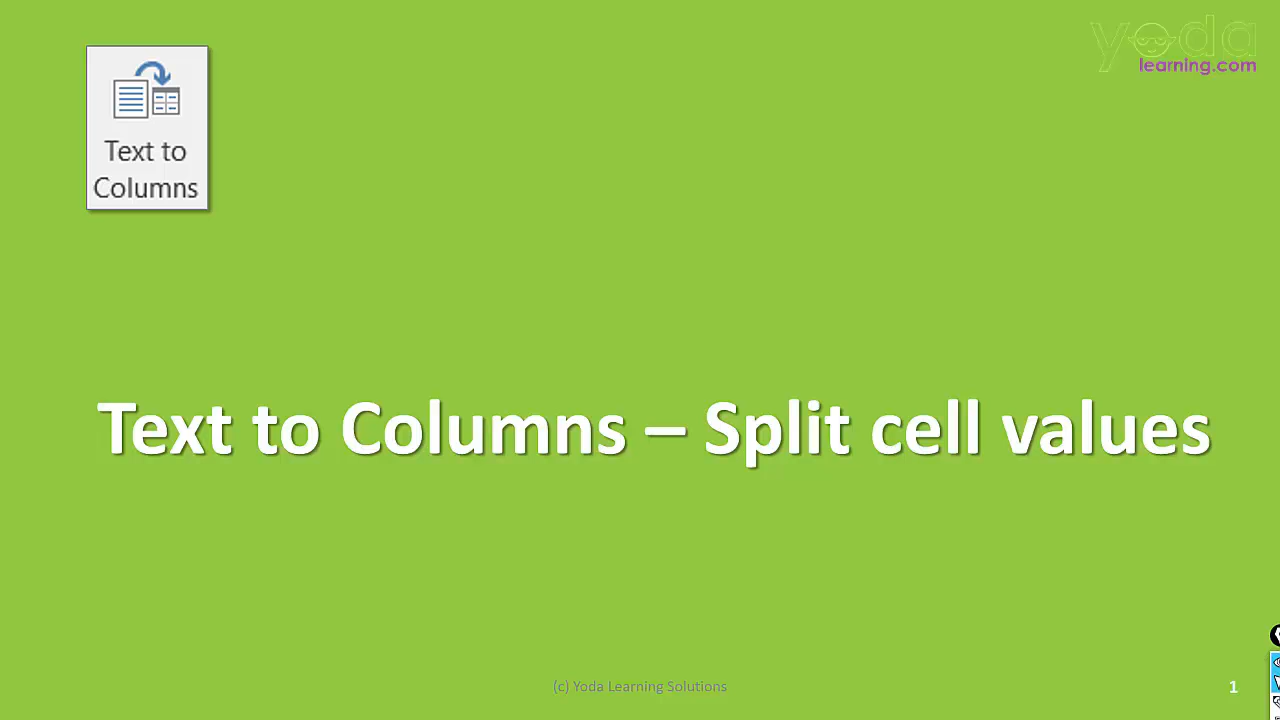 yoda
learning.com
Text to
Columns
Text to Columns – Split cell values
(c) Yoda Learning Solutions
1